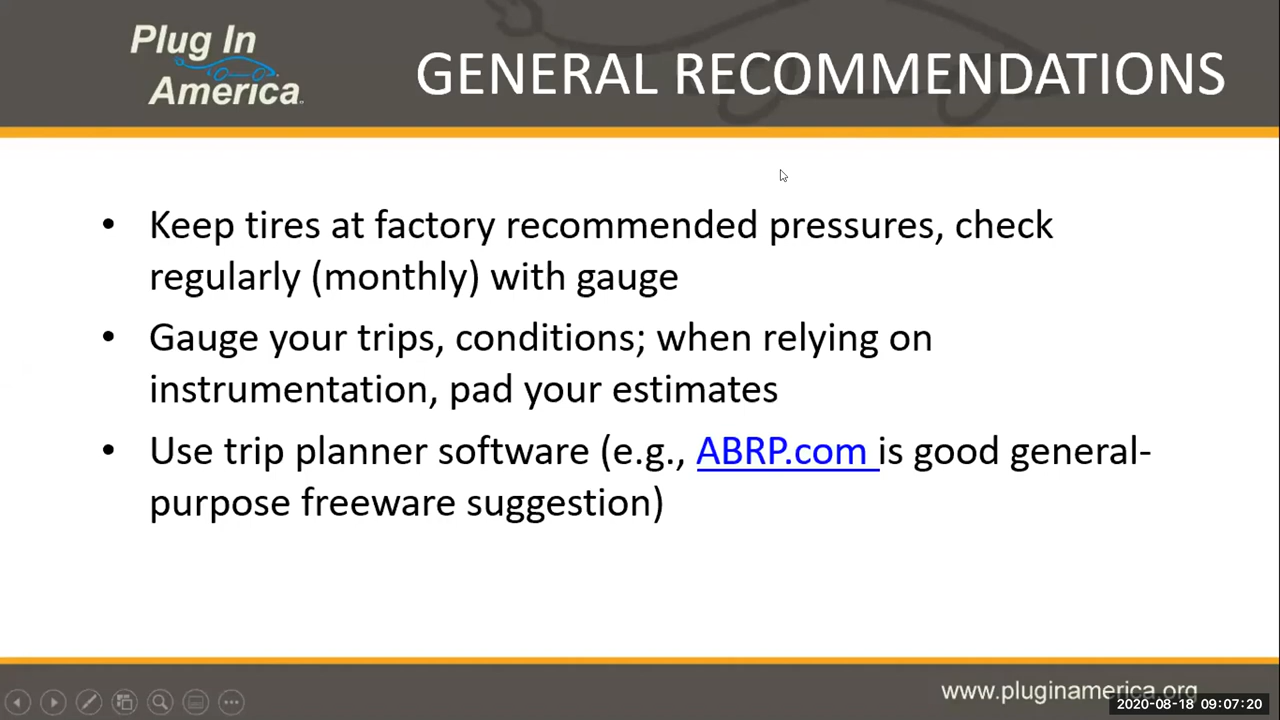 Plug In
America
GENERAL RECOMMENDATIONS
• Keep tires at factory recommended pressures, check
regularly (monthly) with gauge
• Gauge your trips, conditions; when relying on
instrumentation, pad your estimates
• Use trip planner software (e.g., ABRP.com is good general-
purpose freeware suggestion)
www.pluginamerica.org
2020-08-18 09:07:20